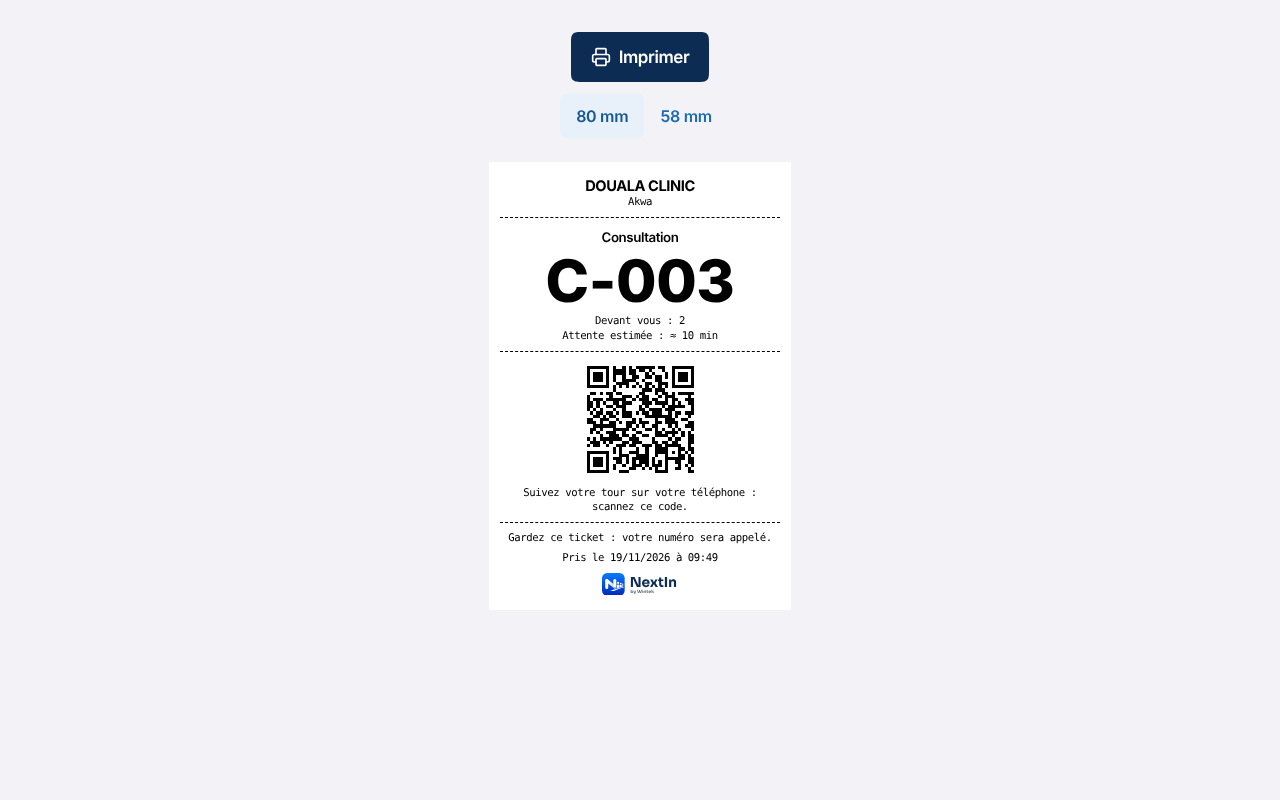 Imprimer
80 mm 58 mm
DOUALA CLINIC
Akwa
Consultation
C-003
Devant vous : 2
Attente estimée : ≈ 10 min
Suivez votre tour sur votre téléphone :
scannez ce code.
Gardez ce ticket : votre numéro sera appelé.
Pris le 19/11/2026 à 09:49
NextIn
by Wintek